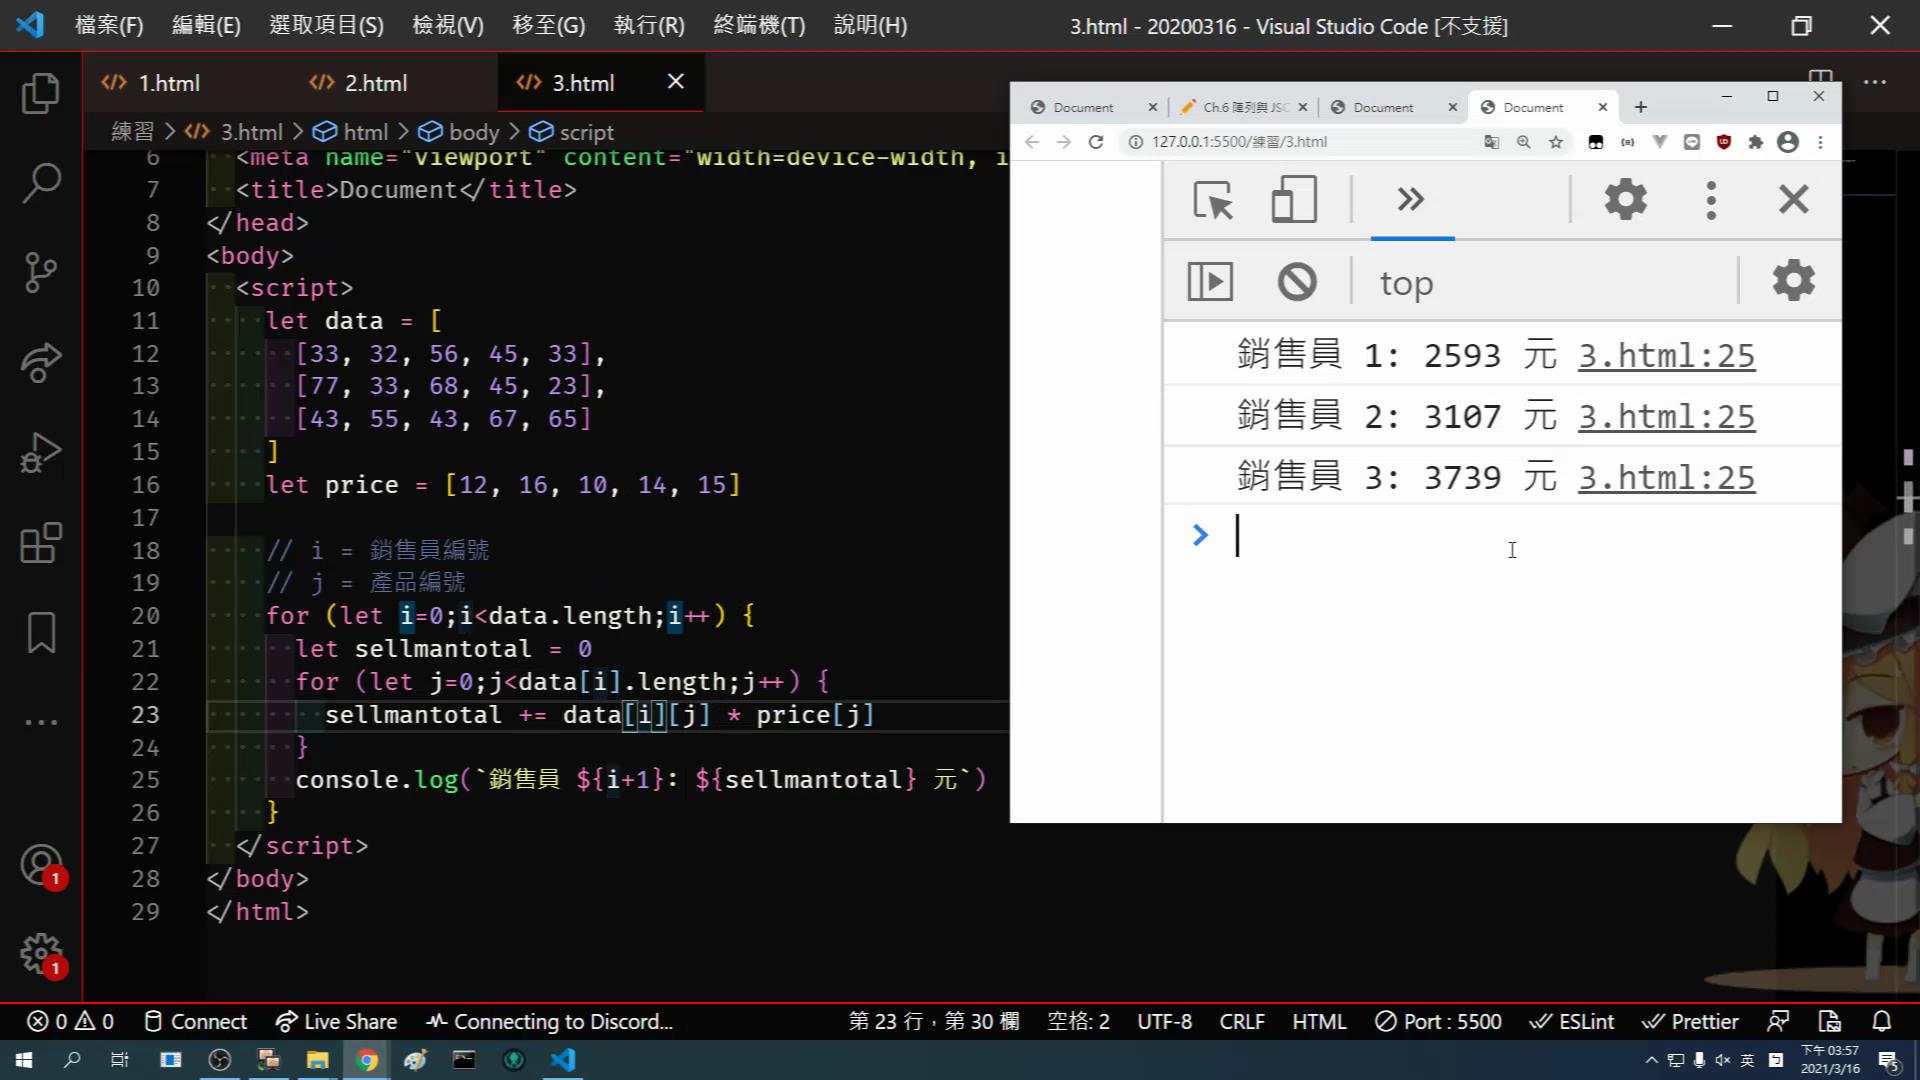 檔案(F) 編輯(E) 選取項目(S) 檢視(V) 移至(G) 執行(R) 終端機(T) 說明(H) 3.html - 20200316 - Visual Studio Code [不支援]
1.html 2.html 3.html
練習 > 3.html > html > body > script
6 <meta name="viewport" content="width=device-width, i
7 <title>Document</title>
8 </head>
9 <body>
10 <script>
11 let data = [
12 [33, 32, 56, 45, 33],
13 [77, 33, 68, 45, 23],
14 [43, 55, 43, 67, 65]
15 ]
16 let price = [12, 16, 10, 14, 15]
17
18 // i = 銷售員編號
19 // j = 產品編號
20 for (let i=0;i<data.length;i++) {
21 let sellmantotal = 0
22 for (let j=0;j<data[i].length;j++) {
23 sellmantotal += data[i][j] * price[j]
24 }
25 console.log(`銷售員 ${i+1}: ${sellmantotal} 元`)
26 }
27 </script>
28 </body>
29 </html>
Document Ch.6 陣列與 JSO Document Document
127.0.0.1:5500/練習/3.html
top
銷售員 1: 2593 元 3.html:25
銷售員 2: 3107 元 3.html:25
銷售員 3: 3739 元 3.html:25
>
1
1
0 0 Connect Live Share Connecting to Discord... 第 23 行，第 30 欄 空格: 2 UTF-8 CRLF HTML Port : 5500 ESLint Prettier
英 下午 03:57
2021/3/16 5